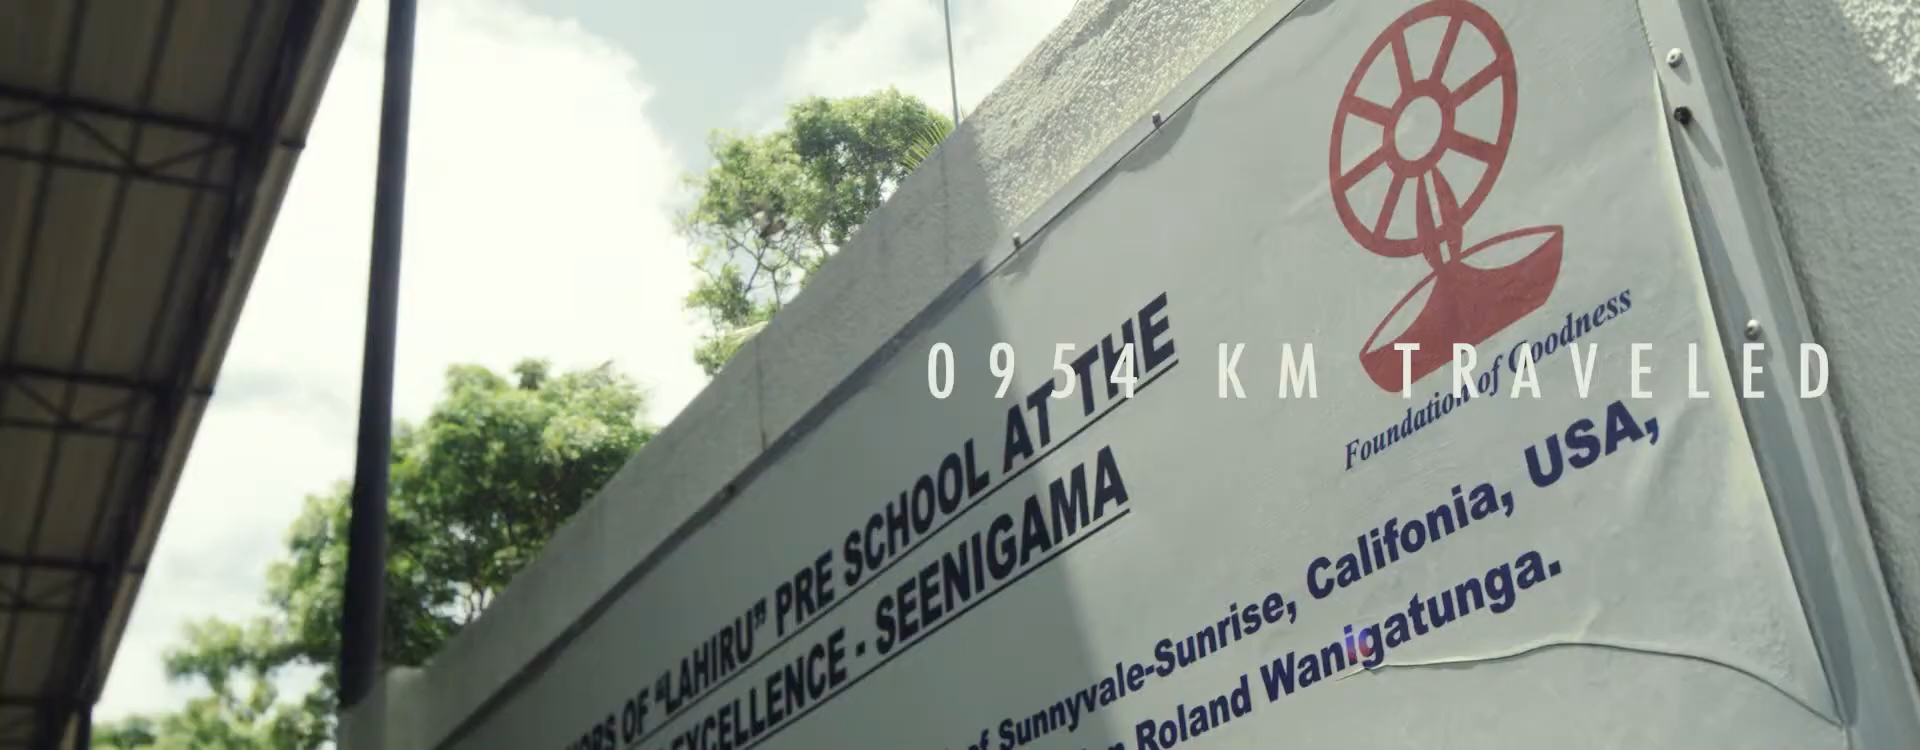 "LAHIRU" PRE SCHOOL AT THE
EXCELLENCE - SEENIGAMA
Foundation of Goodness
0954 KM TRAVELED
of Sunnyvale-Sunrise, Califonia, USA,
Roland Wanigatunga.